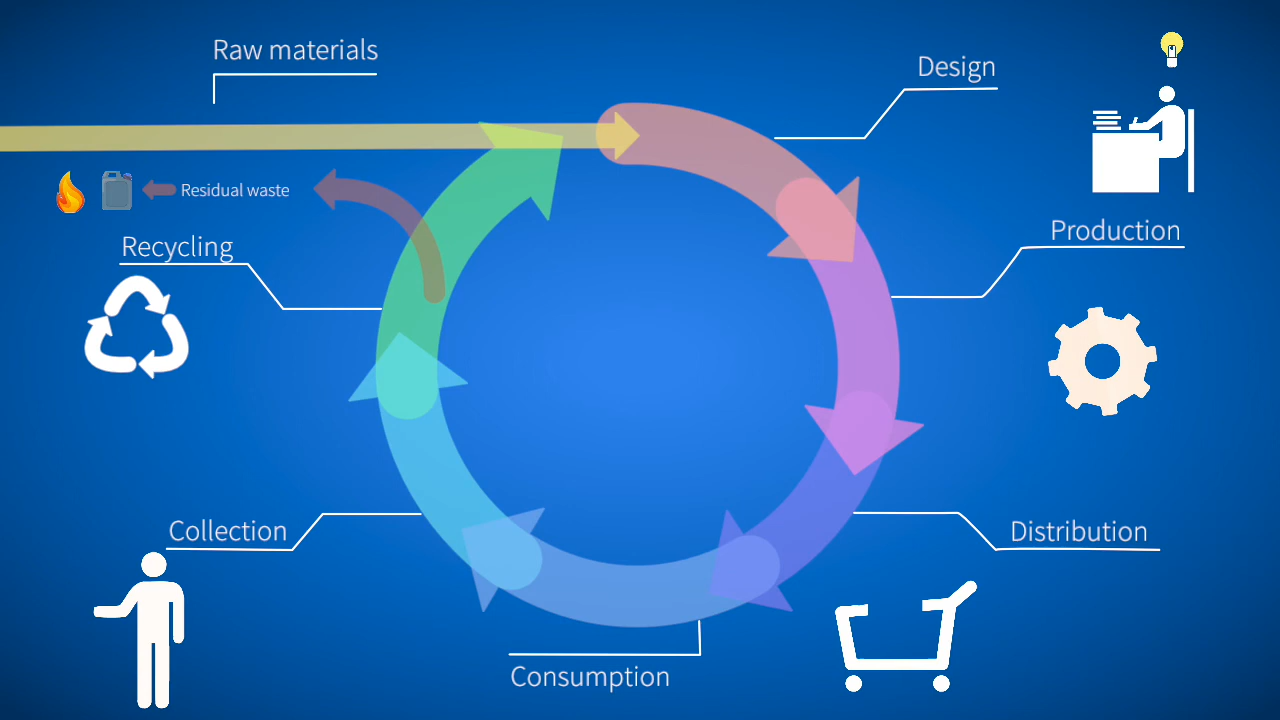 Raw materials
Design
Residual waste
Production
Recycling
Collection
Distribution
Consumption